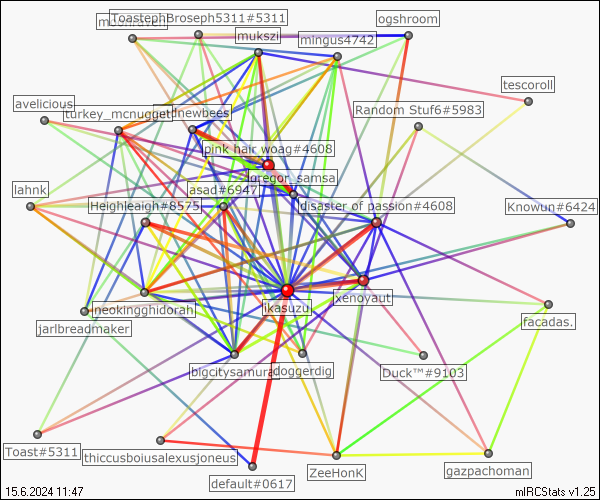 ToastephBroseph5311#5311
ogshroom
mukszi
mingus4742
tescoroll
avelicious
turkey_mcnugget
Random Stuf6#5983
pink hair woag#4608
gregor_samsa
asad#6947
lahnk
Heighleaigh#8575
disaster of passion#4608
Knowun#6424
xenoyaut
neokingghidorah
ikasuzu
jarlbreadmaker
facadas.
bigcitysamura
doggerdig
Duck™#9103
Toast#5311
thiccusboiusalexusjoneus
default#0617
ZeeHonK
gazpachoman
15.6.2024 11:47
mIRCStats v1.25